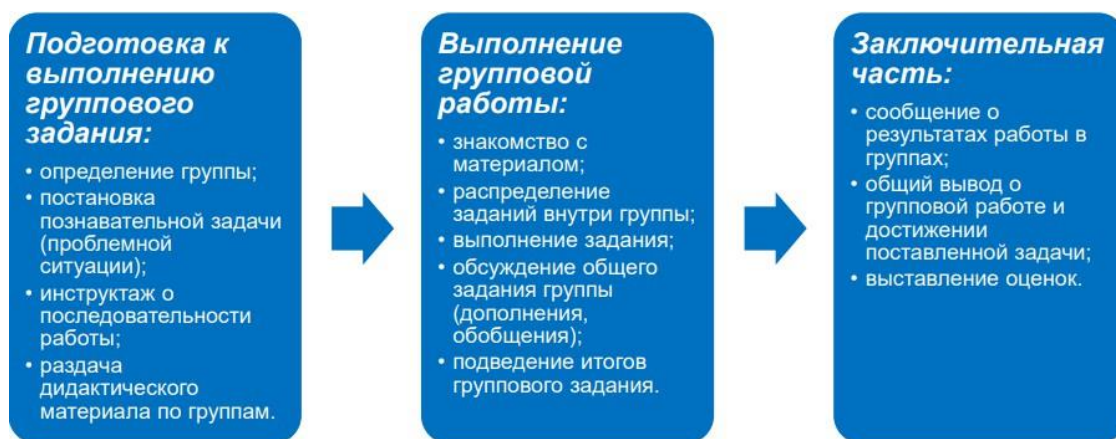 Подготовка к
выполнению
группового
задания:
• определение группы;
• постановка
познавательной задачи
(проблемной
ситуации);
• инструктаж о
последовательности
работы;
• раздача
дидактического
материала по группам.
Выполнение
групповой
работы:
• знакомство с
материалом;
• распределение
заданий внутри группы;
• выполнение задания;
• обсуждение общего
задания группы
(дополнения,
обобщения);
• подведение итогов
группового задания.
Заключительная
часть:
• сообщение о
результатах работы в
группах;
• общий вывод о
групповой работе и
достижении
поставленной задачи;
• выставление оценок.